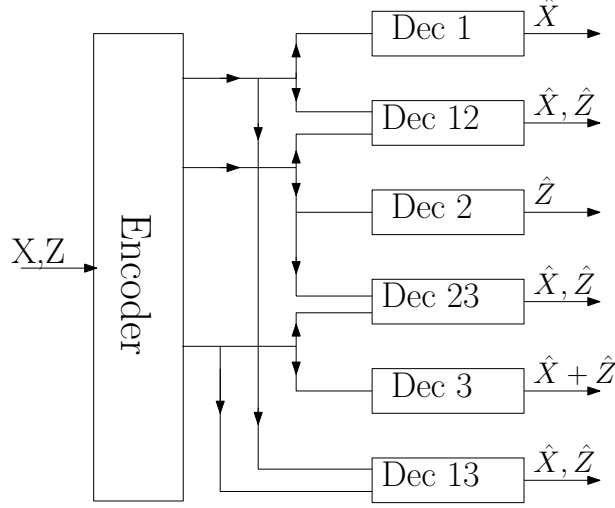 Dec 1
X̂
Dec 12
X̂, Ẑ
Dec 2
Ẑ
X,Z
Encoder
Dec 23
X̂, Ẑ
Dec 3
X̂ + Ẑ
Dec 13
X̂, Ẑ